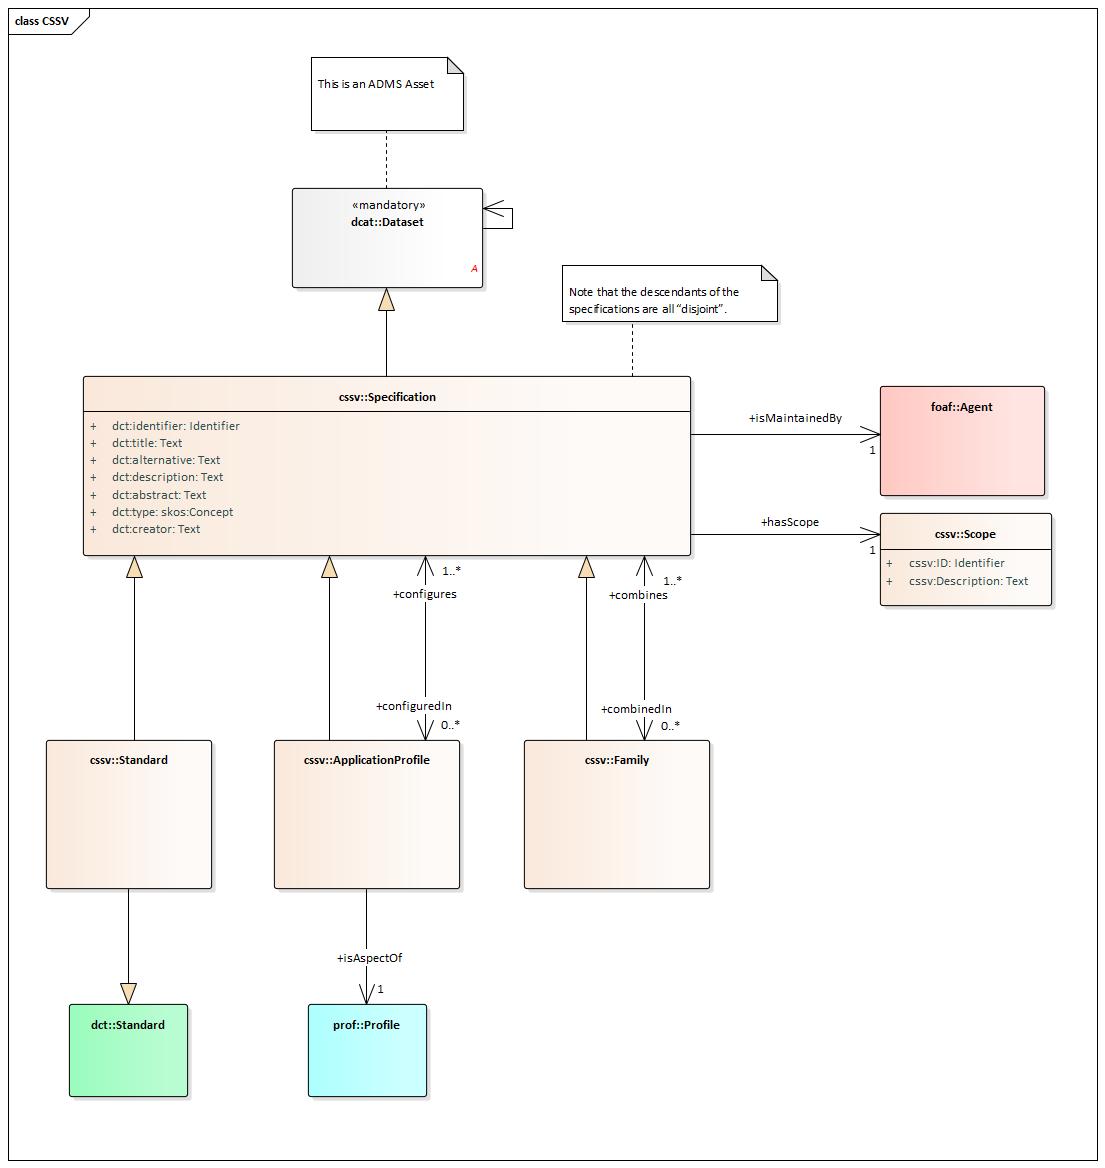 class CSSV
This is an ADMS Asset
«mandatory»
dcat::Dataset
A
Note that the descendants of the
specifications are all “disjoint”.
cssv::Specification
+ dct:identifier: Identifier
+ dct:title: Text
+ dct:alternative: Text
+ dct:description: Text
+ dct:abstract: Text
+ dct:type: skos:Concept
+ dct:creator: Text
+isMaintainedBy
1
foaf::Agent
+hasScope
1
cssv::Scope
+ cssv:ID: Identifier
+ cssv:Description: Text
1..*
+configures
1..*
+combines
+configuredIn
0..*
+combinedIn
0..*
cssv::Standard
cssv::ApplicationProfile
cssv::Family
+isAspectOf
1
dct::Standard
prof::Profile